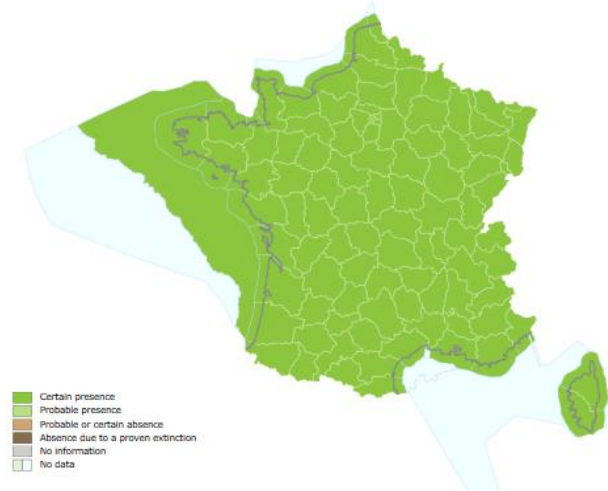 Certain presence
Probable presence
Probable or certain absence
Absence due to a proven extinction
No information
No data